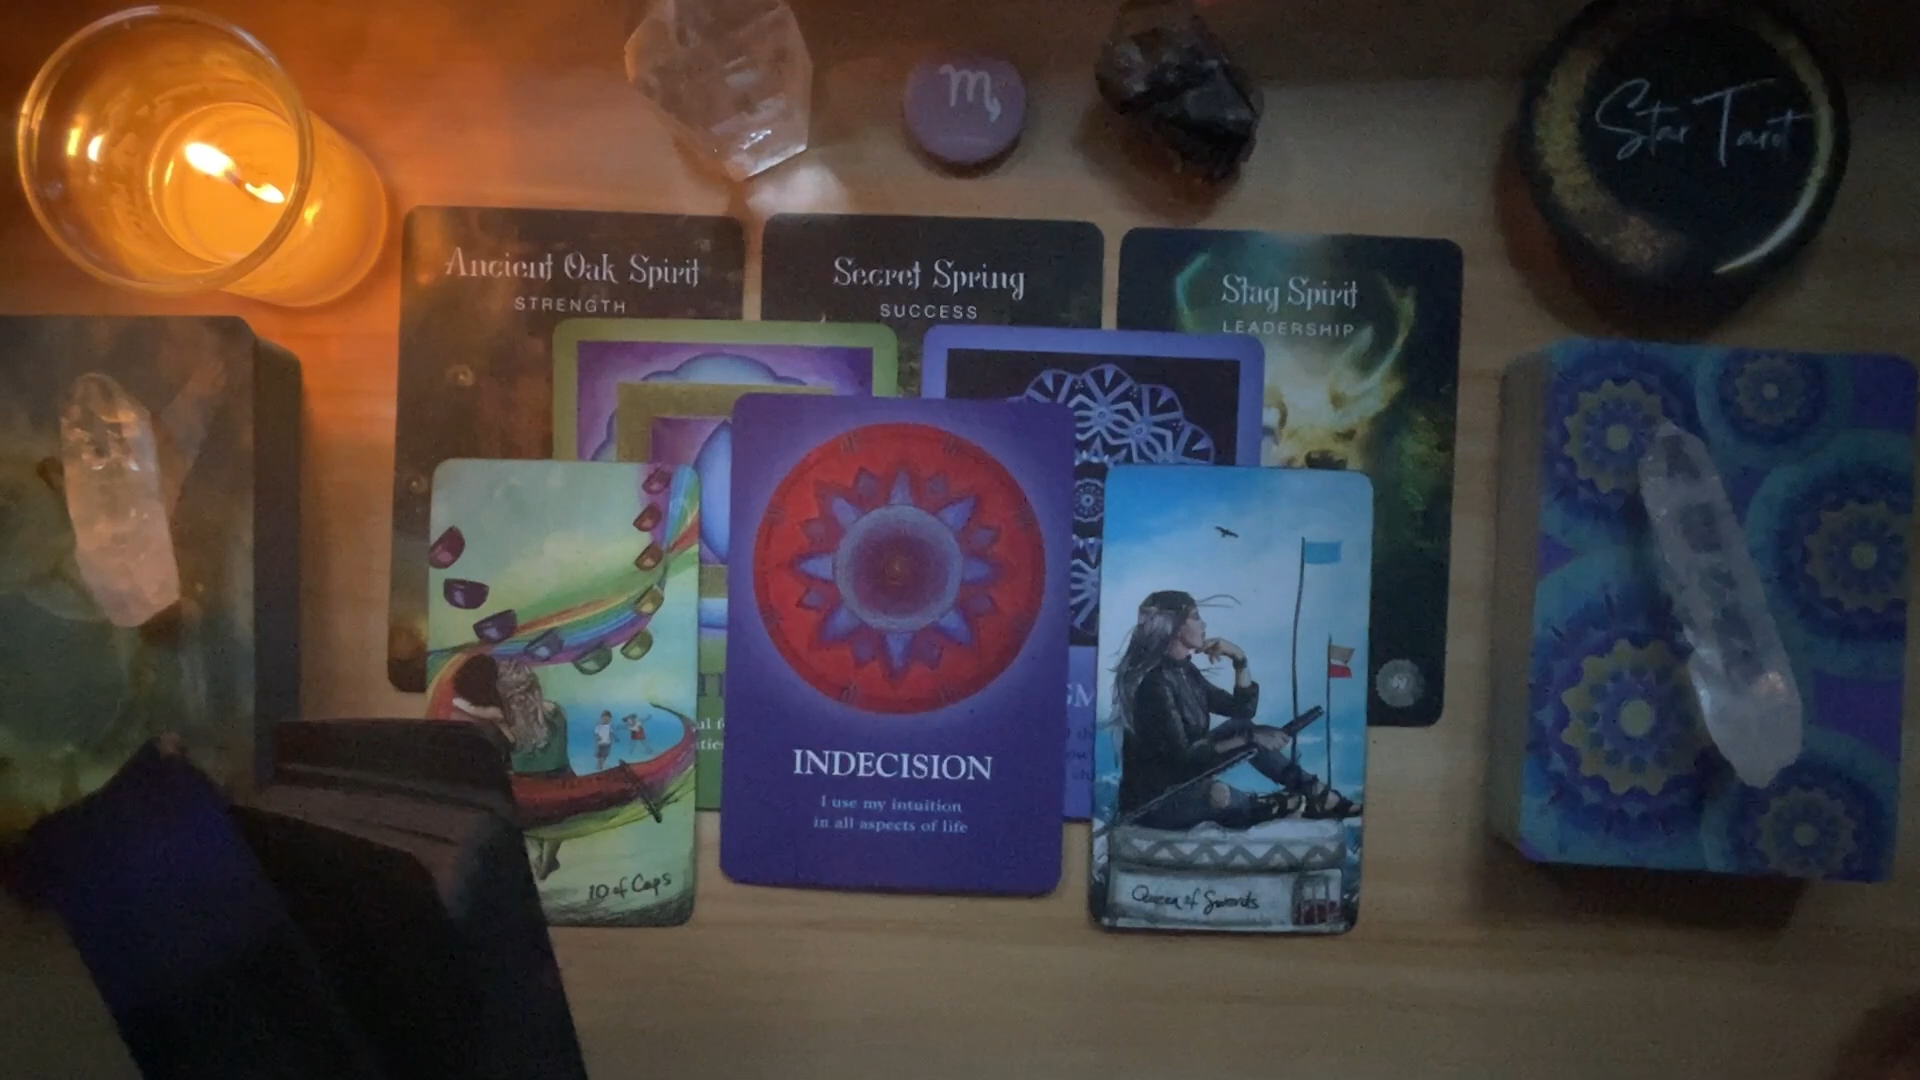 Star Tarot
Ancient Oak Spirit
STRENGTH
Secret Spring
SUCCESS
Stag Spirit
LEADERSHIP
INDECISION
I use my intuition
in all aspects of life
10 of Cups
Queen of Swords